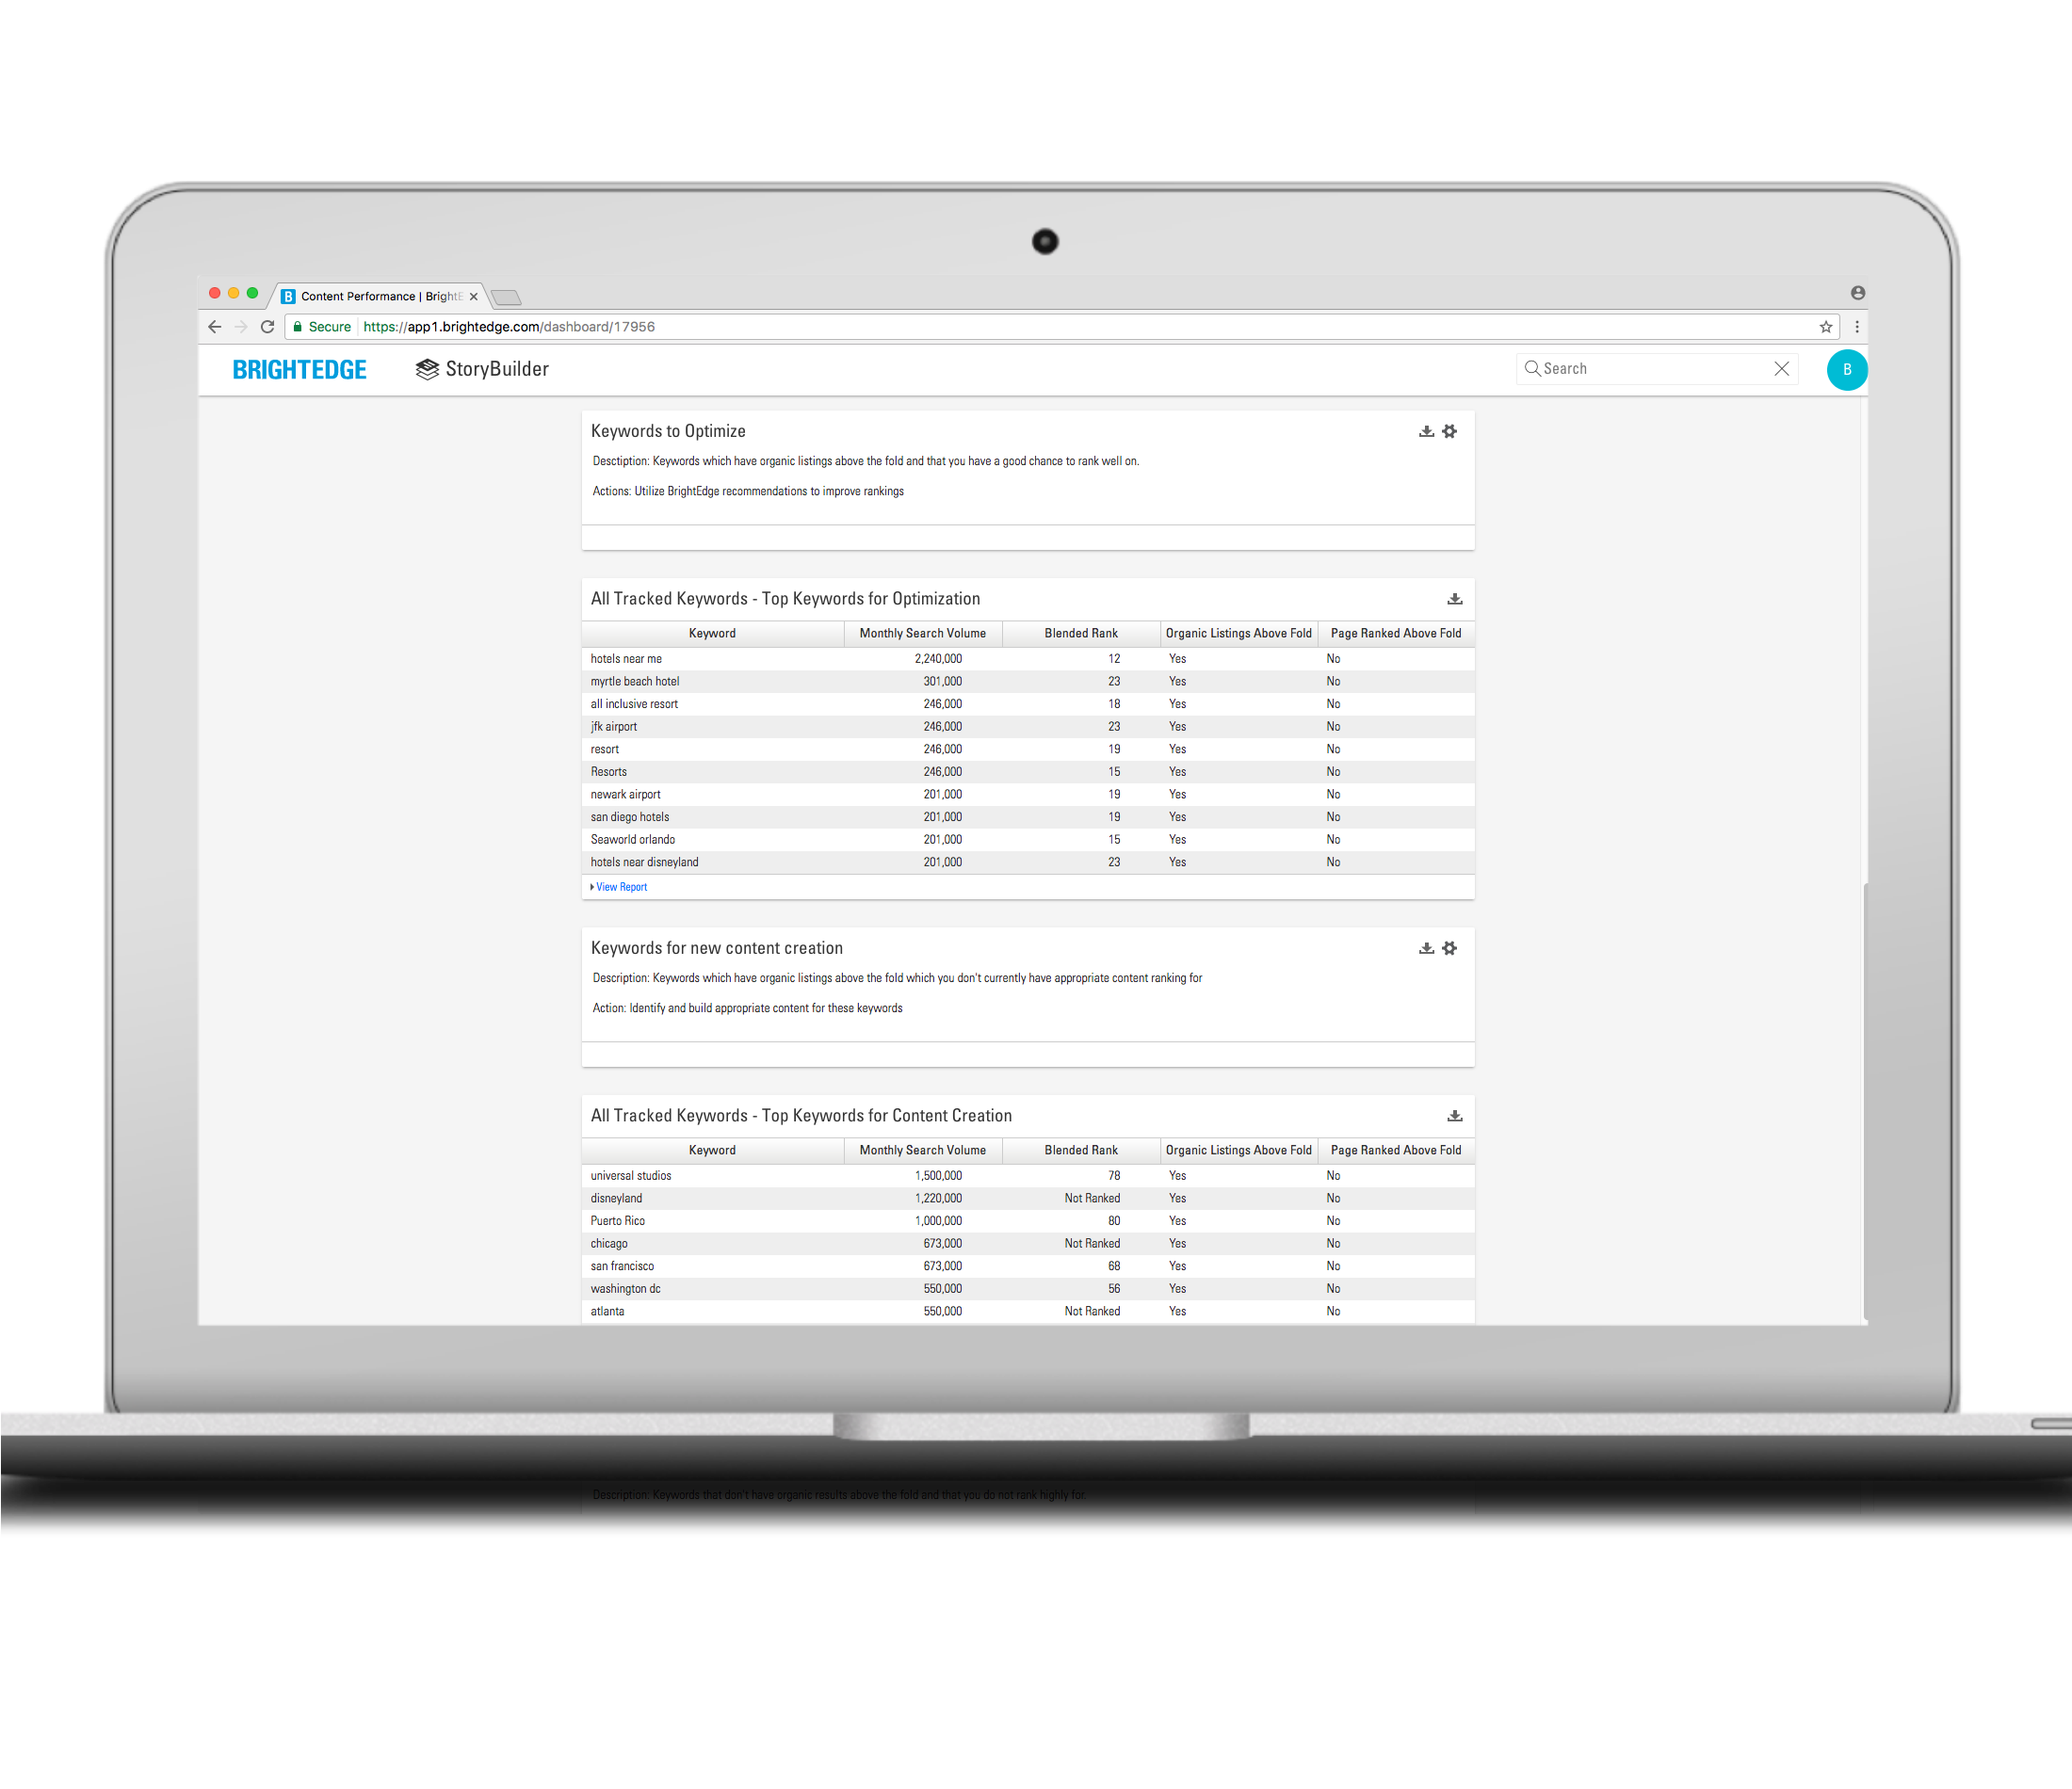 Content Performance | BrightE
Secure https://app1.brightedge.com/dashboard/17956
BRIGHTEDGE StoryBuilder Search B
Keywords to Optimize
Desctiption: Keywords which have organic listings above the fold and that you have a good chance to rank well on.
Actions: Utilize BrightEdge recommendations to improve rankings
All Tracked Keywords - Top Keywords for Optimization
Keyword Monthly Search Volume Blended Rank Organic Listings Above Fold Page Ranked Above Fold
hotels near me 2,240,000 12 Yes No
myrtle beach hotel 301,000 23 Yes No
all inclusive resort 246,000 18 Yes No
jfk airport 246,000 23 Yes No
resort 246,000 19 Yes No
Resorts 246,000 15 Yes No
newark airport 201,000 19 Yes No
san diego hotels 201,000 19 Yes No
Seaworld orlando 201,000 15 Yes No
hotels near disneyland 201,000 23 Yes No
View Report
Keywords for new content creation
Description: Keywords which have organic listings above the fold which you don't currently have appropriate content ranking for
Action: Identify and build appropriate content for these keywords
All Tracked Keywords - Top Keywords for Content Creation
Keyword Monthly Search Volume Blended Rank Organic Listings Above Fold Page Ranked Above Fold
universal studios 1,500,000 78 Yes No
disneyland 1,220,000 Not Ranked Yes No
Puerto Rico 1,000,000 80 Yes No
chicago 673,000 Not Ranked Yes No
san francisco 673,000 68 Yes No
washington dc 550,000 56 Yes No
atlanta 550,000 Not Ranked Yes No
Description: Keywords that don't have organic results above the fold and that you do not rank highly for.